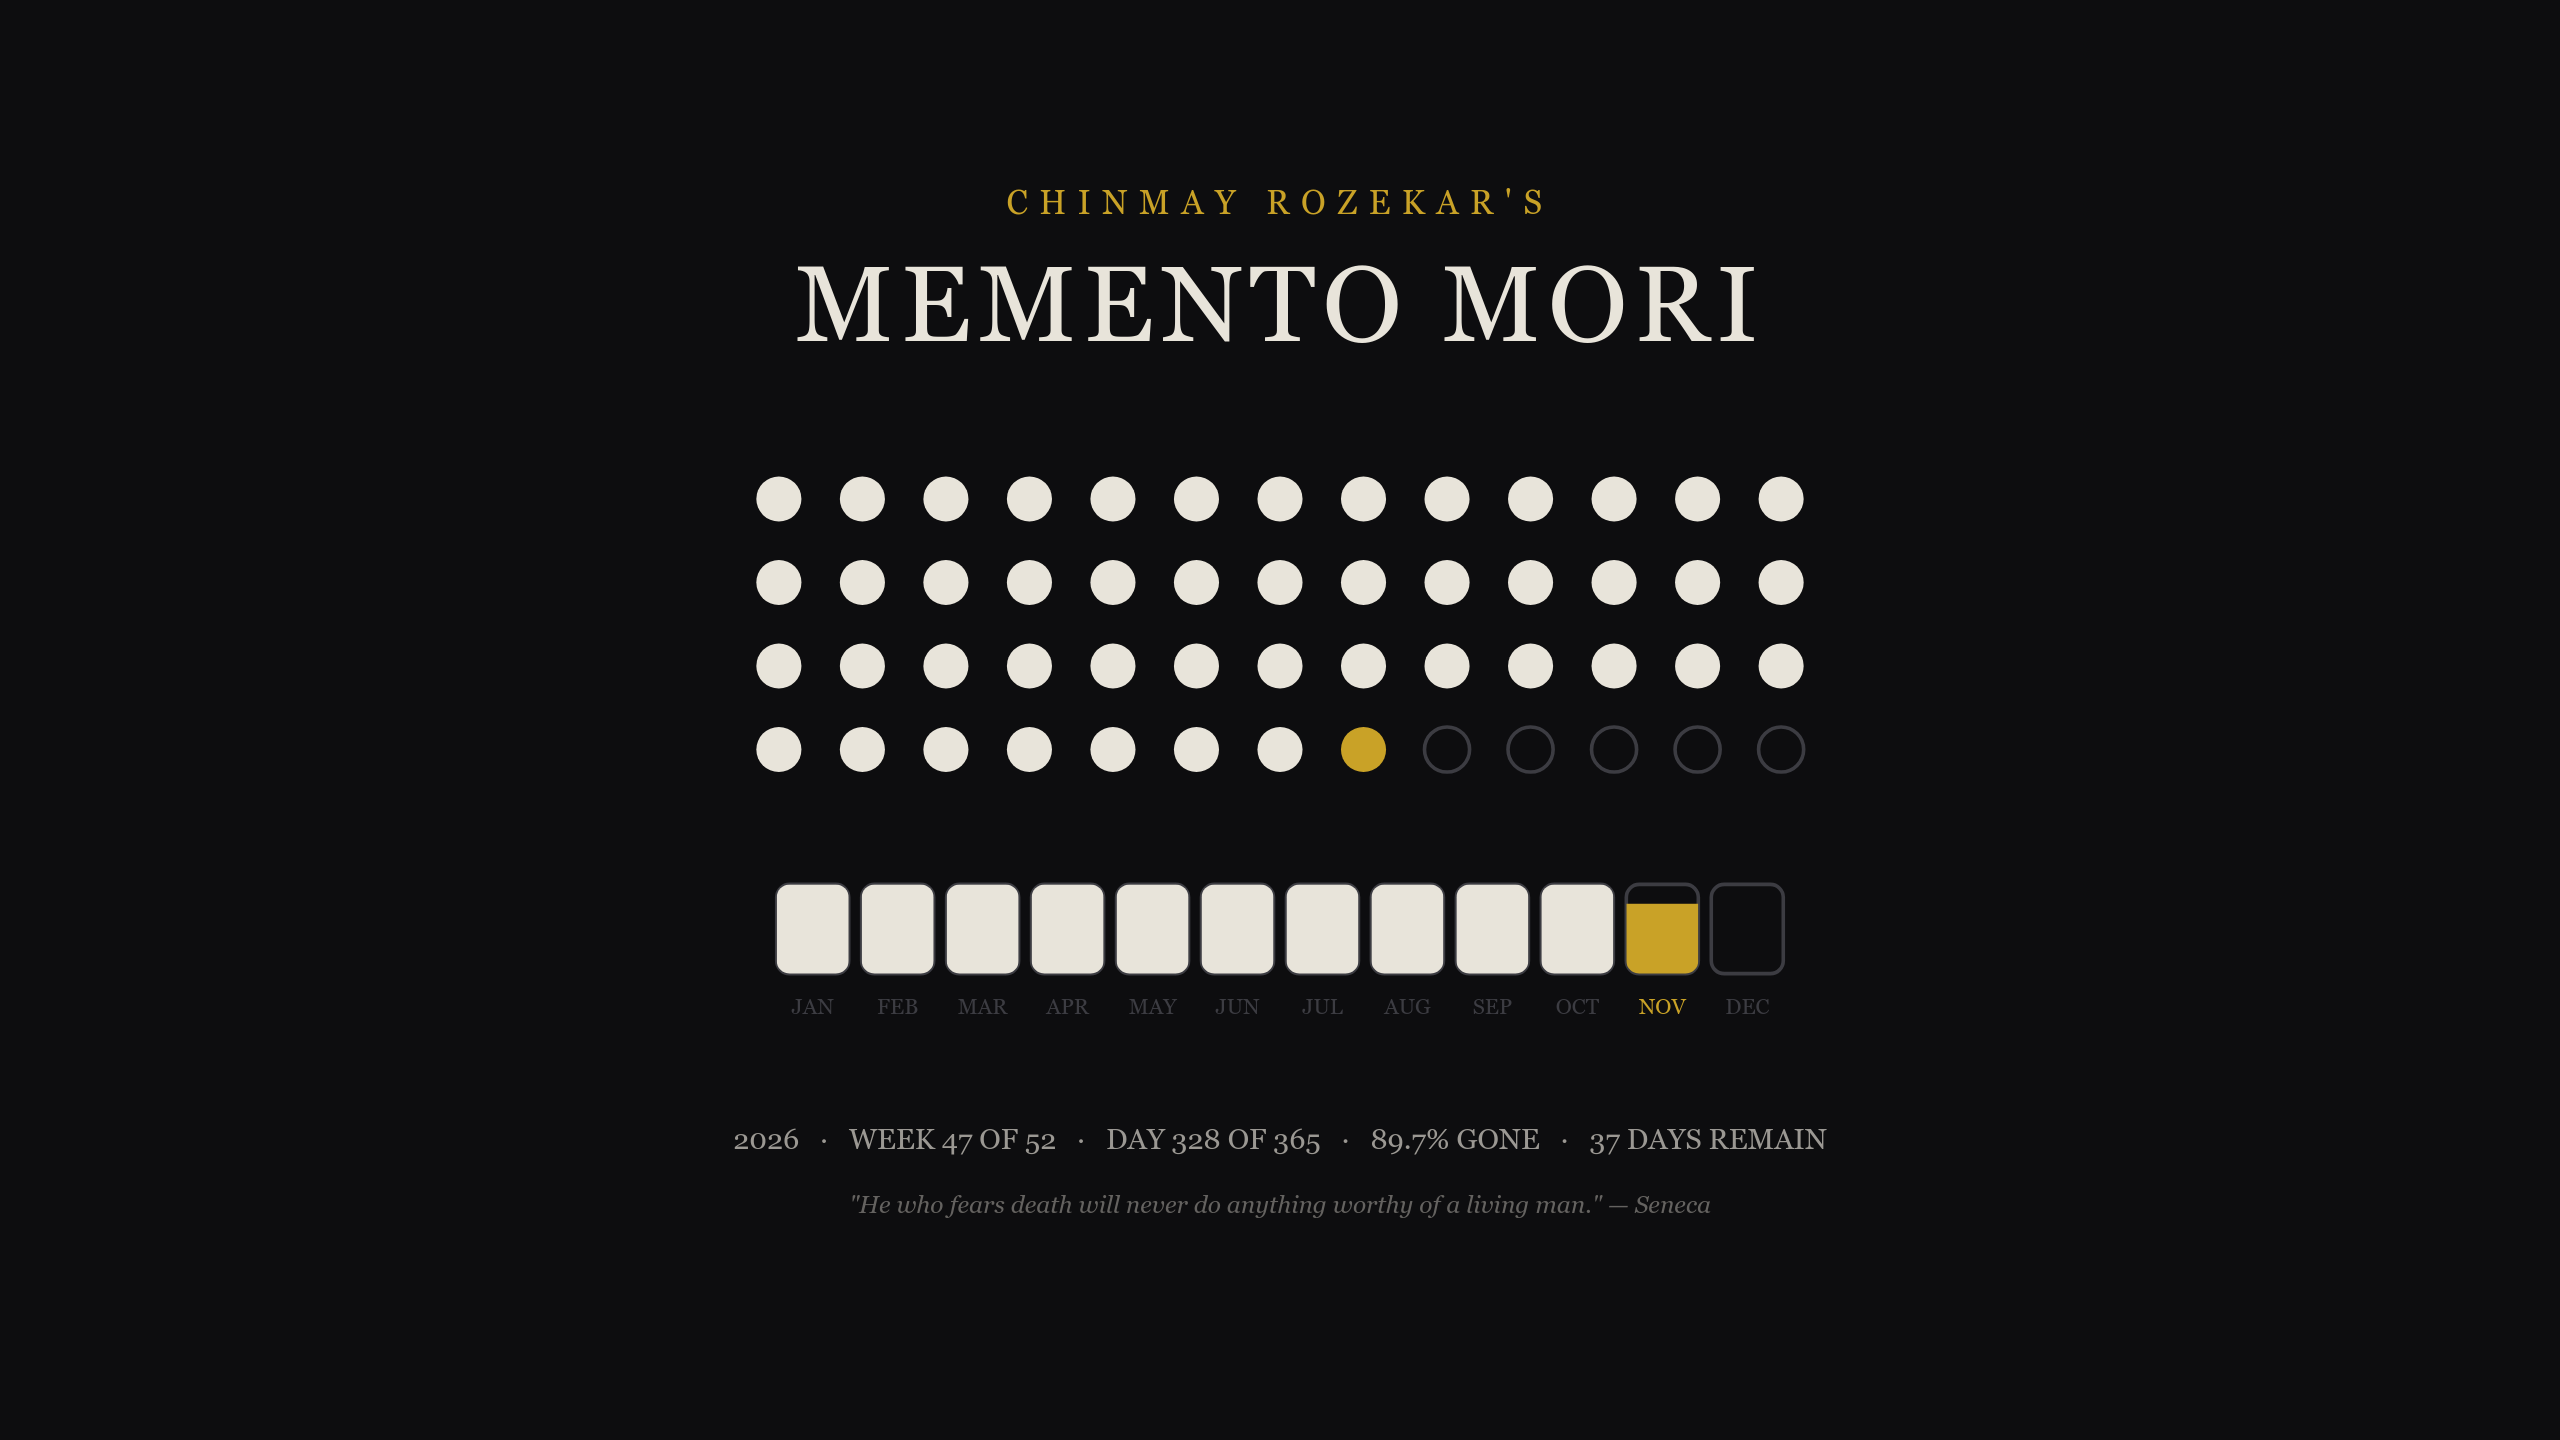 CHINMAY ROZEKAR'S
MEMENTO MORI
JAN FEB MAR APR MAY JUN JUL AUG SEP OCT NOV DEC
2026 · WEEK 47 OF 52 · DAY 328 OF 365 · 89.7% GONE · 37 DAYS REMAIN
"He who fears death will never do anything worthy of a living man." — Seneca